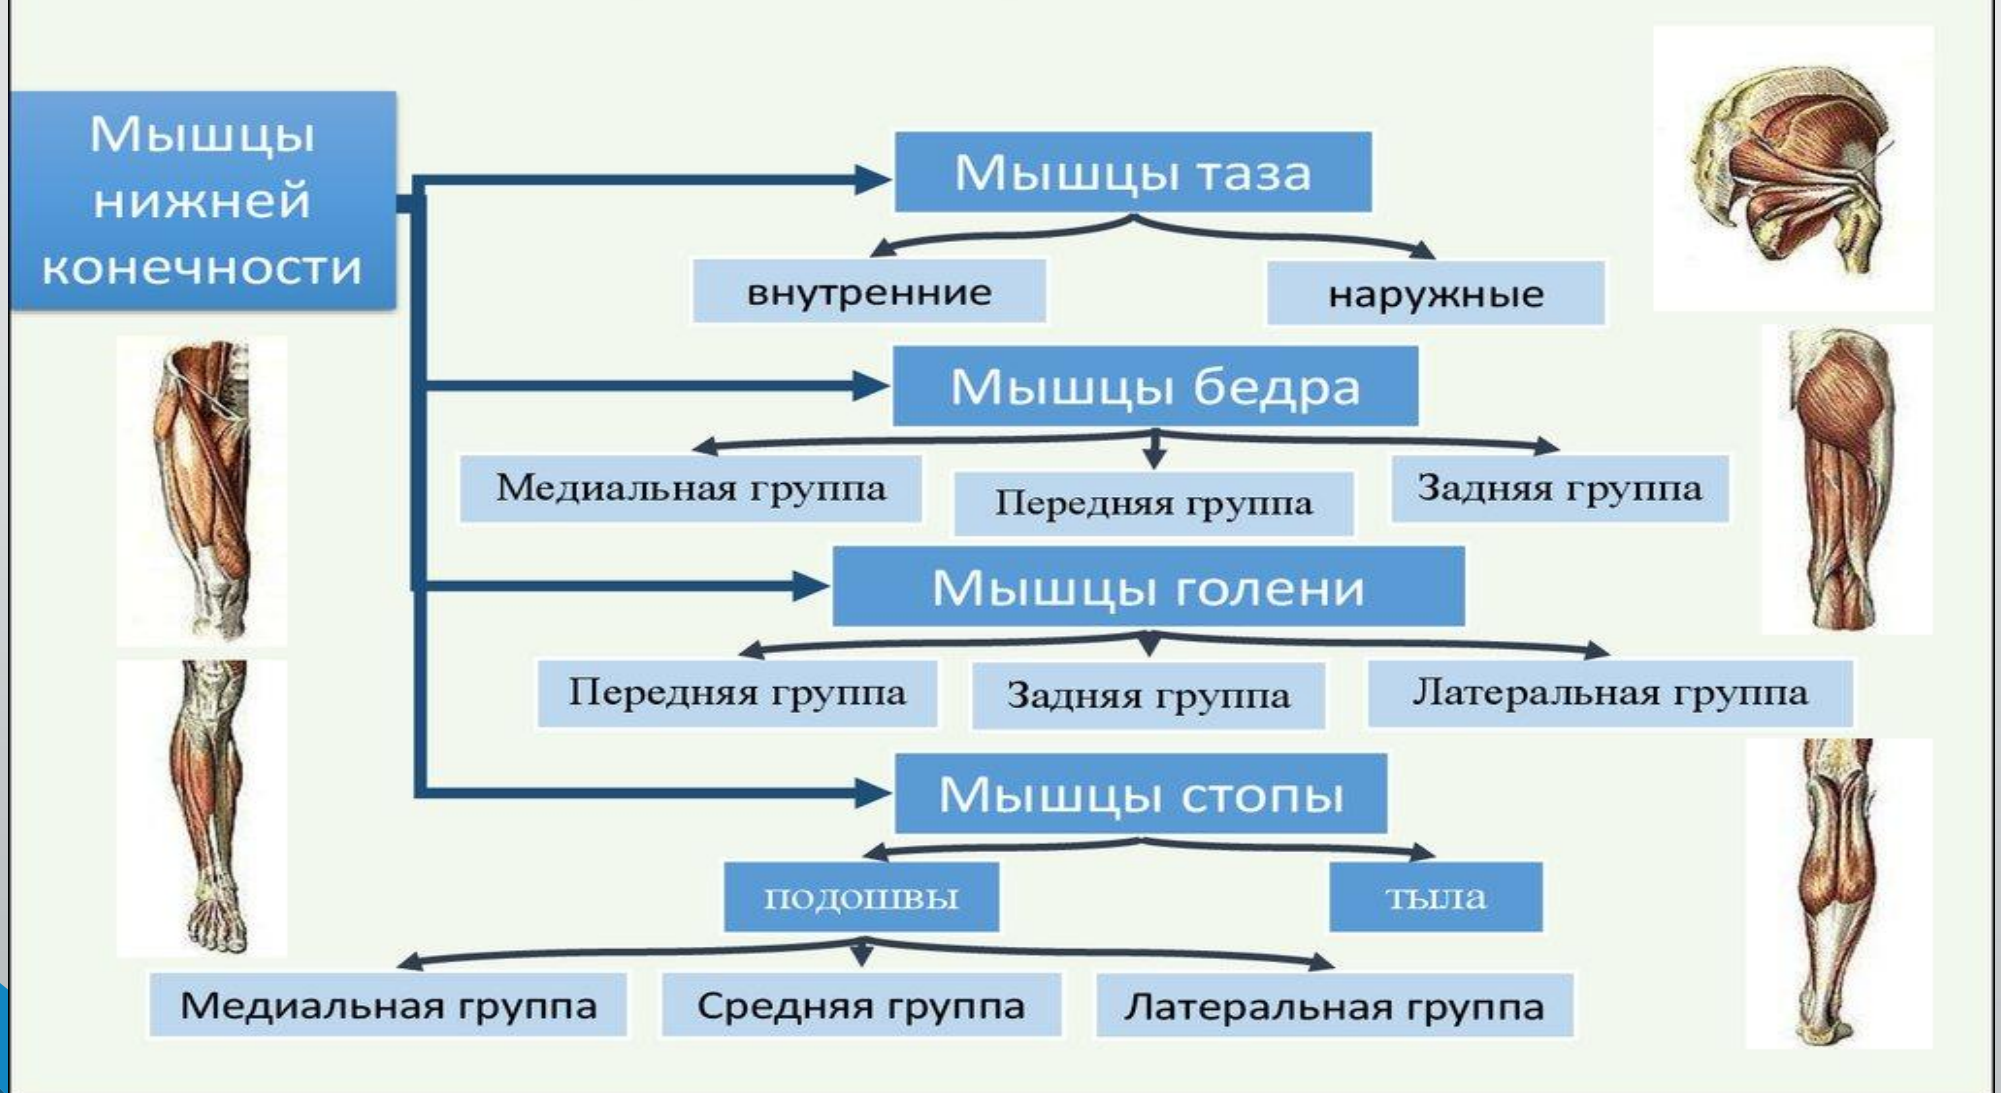 Мышцы
нижней
конечности
Мышцы таза
внутренние
наружные
Мышцы бедра
Медиальная группа
Передняя группа
Задняя группа
Мышцы голени
Передняя группа
Задняя группа
Латеральная группа
Мышцы стопы
подошвы
тыла
Медиальная группа
Средняя группа
Латеральная группа